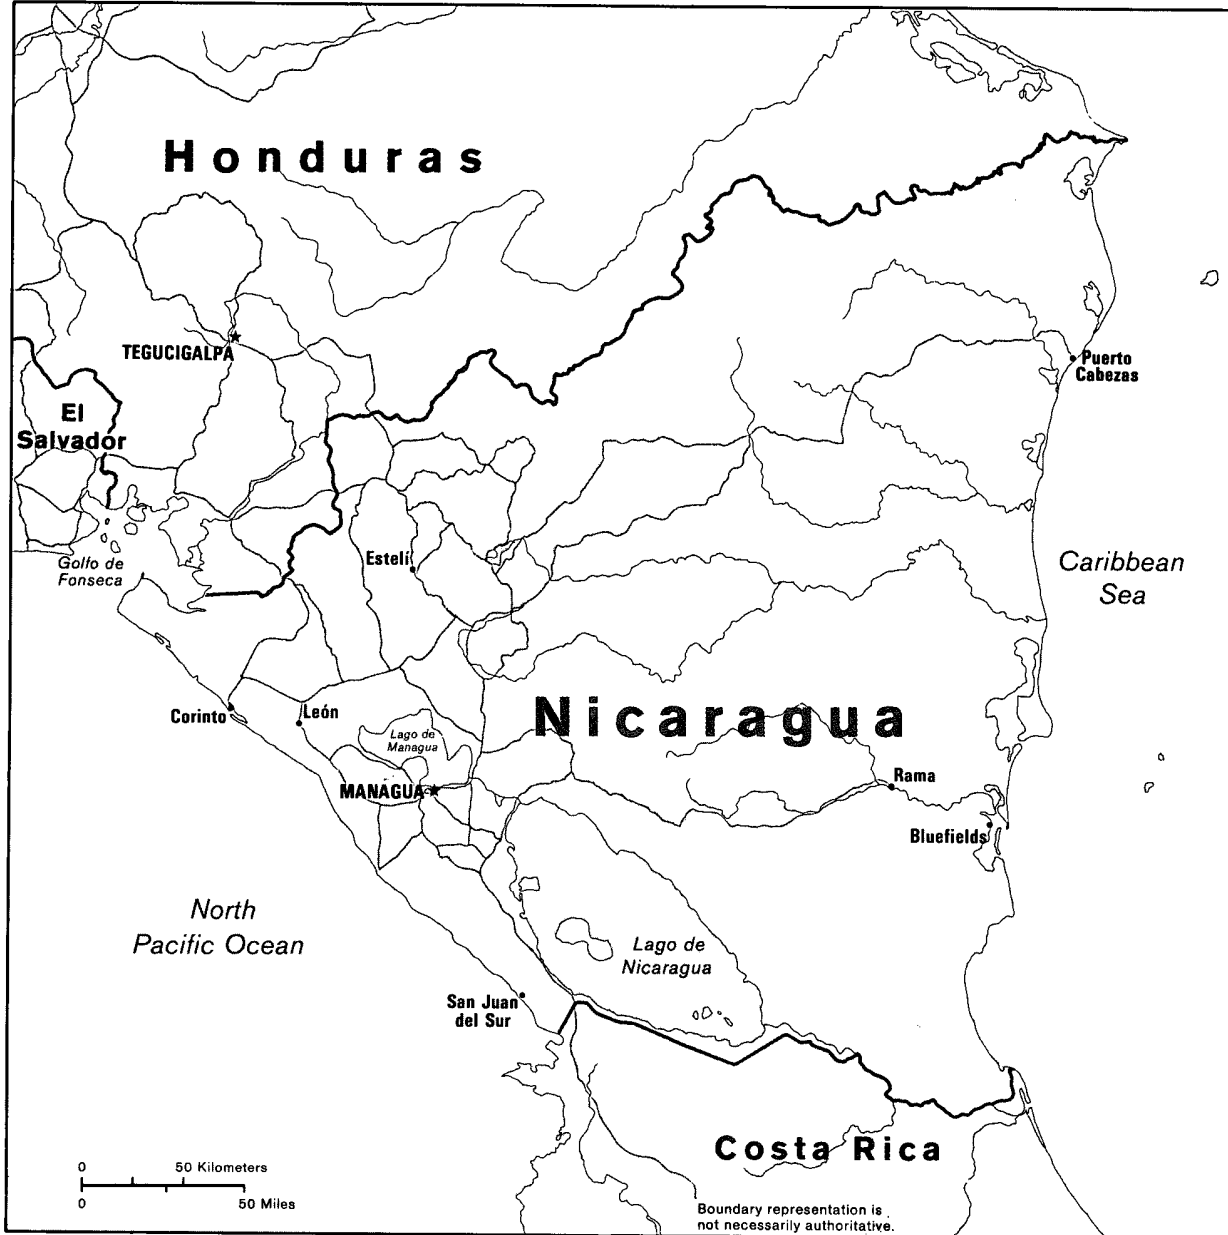 Honduras
TEGUCIGALPA
El
Salvador
Puerto
Cabezas
Golfo de
Fonseca
Estelí
Caribbean
Sea
Nicaragua
Corinto
León
Lago de
Managua
MANAGUA
Rama
Bluefields
North
Pacific Ocean
Lago de
Nicaragua
San Juan
del Sur
Costa Rica
0 50 Kilometers
0 50 Miles
Boundary representation is
not necessarily authoritative.